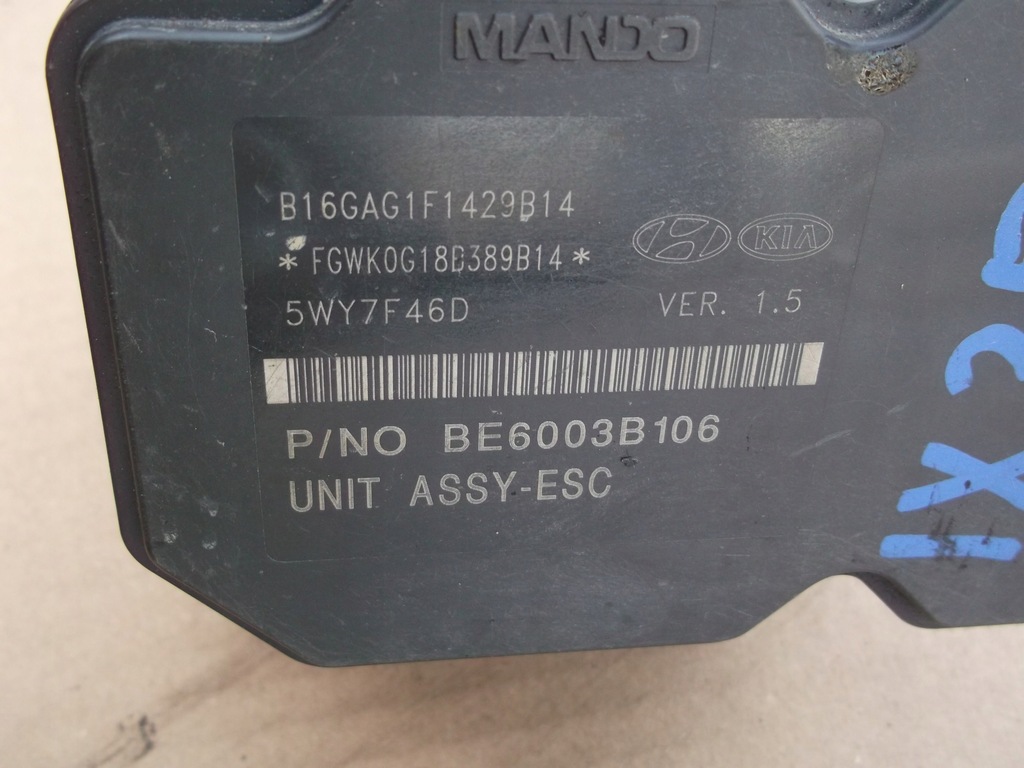 MANDO
B16GAG1F1429B14
*FGWK0G18B389B14*
KIA
5WY7F46D VER. 1.5
P/NO BE6003B106
UNIT ASSY-ESC